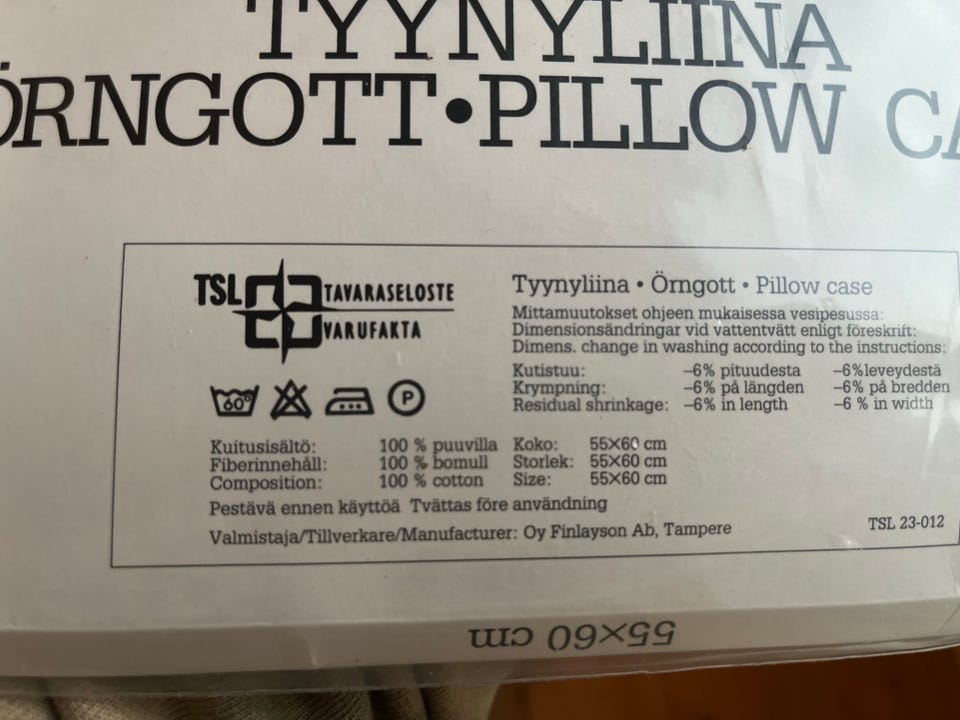 TYYNYLIINA
ÖRNGOTT•PILLOW
TSL TAVARASELOSTE
VARUFAKTA
60°
P
Kuitusisältö: 100 % puuvilla
Fiberinnehåll: 100 % bomull
Composition: 100 % cotton
Tyynyliina • Örngott • Pillow case
Mittamuutokset ohjeen mukaisessa vesipesussa:
Dimensionsändringar vid vattentvätt enligt föreskrift:
Dimens. change in washing according to the instructions:
Kutistuu: –6% pituudesta –6%leveydestä
Krympning: –6% på längden –6% på bredden
Residual shrinkage: –6% in length –6 % in width
Koko: 55×60 cm
Storlek: 55×60 cm
Size: 55×60 cm
Pestävä ennen käyttöä Tvättas före användning
Valmistaja/Tillverkare/Manufacturer: Oy Finlayson Ab, Tampere
TSL 23-012
55×60 cm